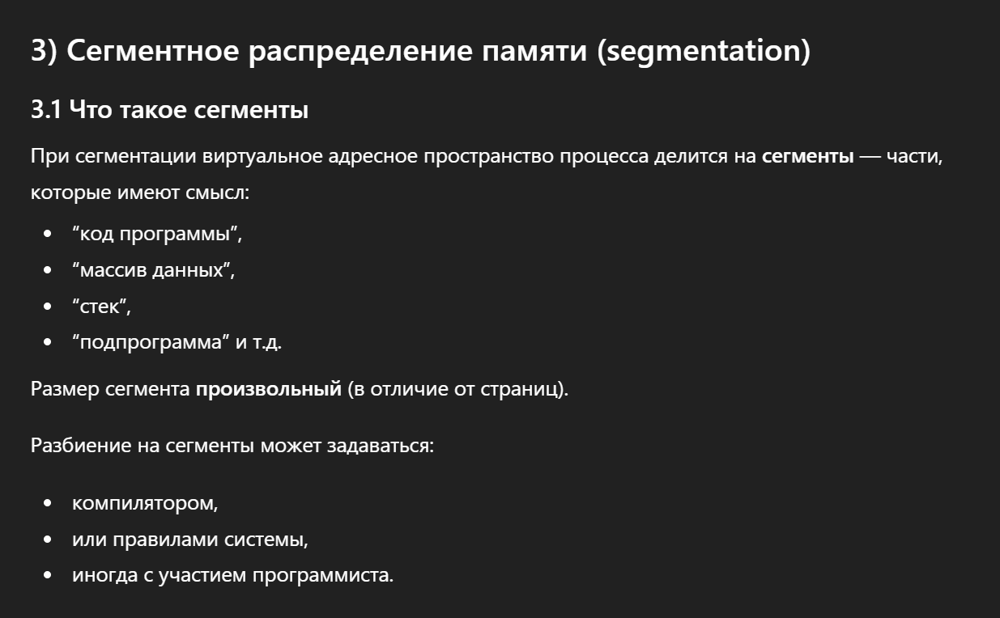 3) Сегментное распределение памяти (segmentation)
3.1 Что такое сегменты
При сегментации виртуальное адресное пространство процесса делится на сегменты — части,
которые имеют смысл:
• “код программы”,
• “массив данных”,
• “стек”,
• “подпрограмма” и т.д.
Размер сегмента произвольный (в отличие от страниц).
Разбиение на сегменты может задаваться:
• компилятором,
• или правилами системы,
• иногда с участием программиста.